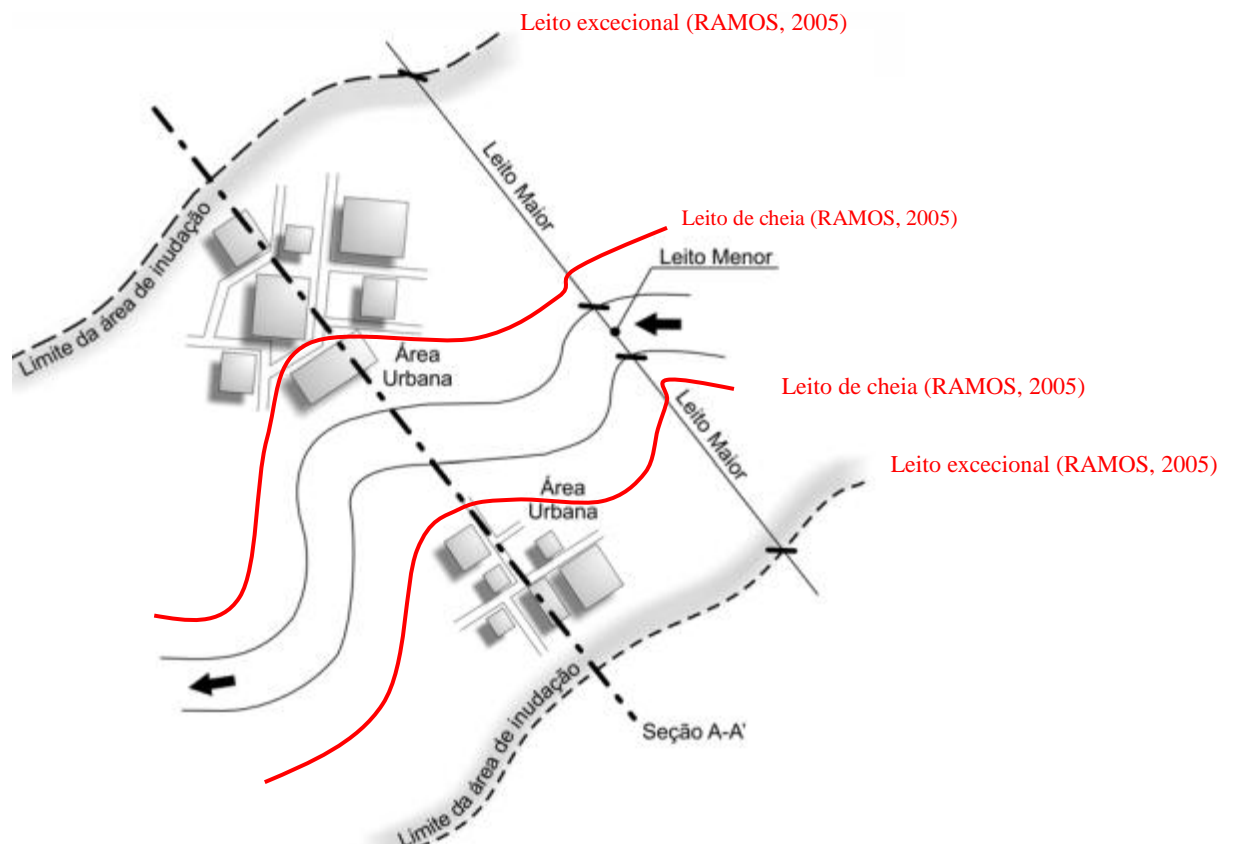 Leito excecional (RAMOS, 2005)
Leito Maior
Leito de cheia (RAMOS, 2005)
Leito Menor
Limite da área de inudação
Área
Urbana
Leito de cheia (RAMOS, 2005)
Leito Maior
Leito excecional (RAMOS, 2005)
Área
Urbana
Seção A-A'
Limite da área de inudação